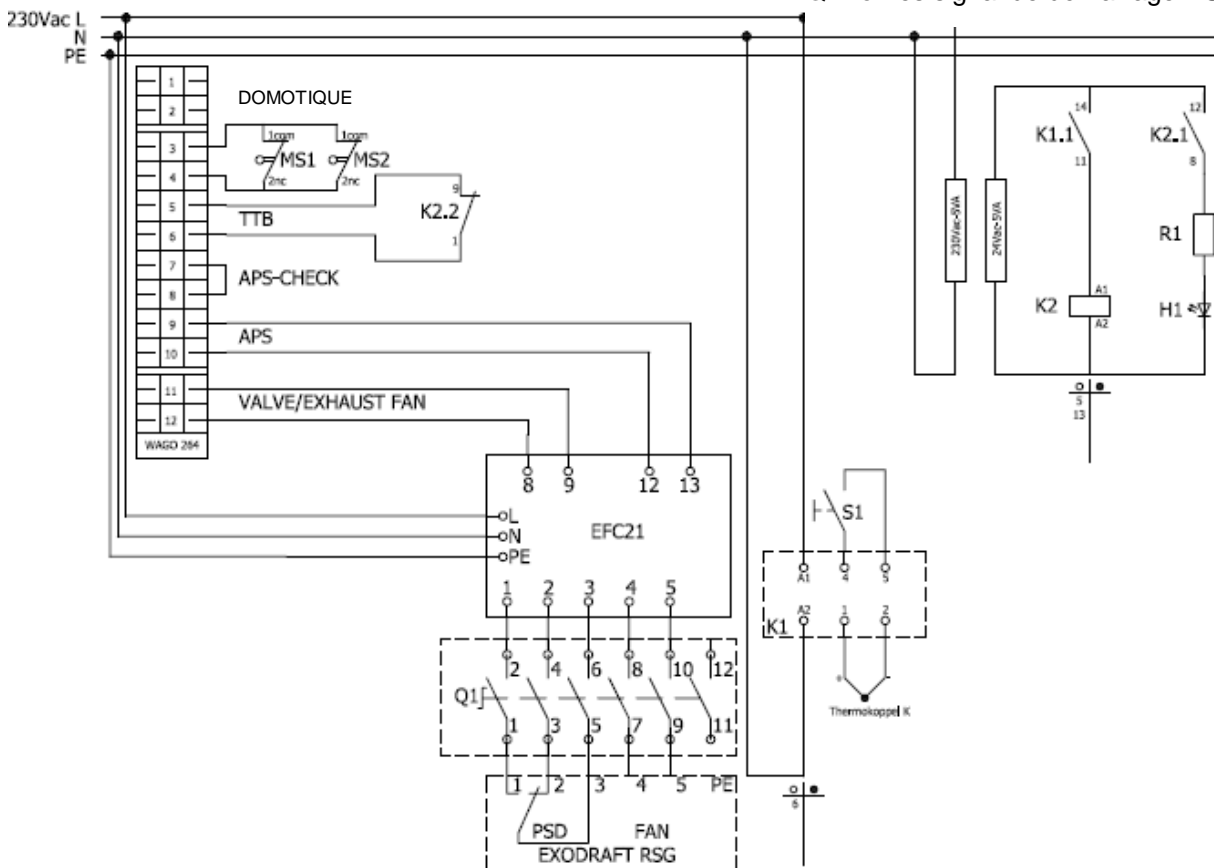 230Vac L
N
PE
1
2
3
4
5
6
7
8
9
10
11
12
WAGO 264
DOMOTIQUE
1com
1com
MS1
MS2
2nc
2nc
TTB
9
K2.2
1
APS-CHECK
APS
VALVE/EXHAUST FAN
8
9
12
13
L
N
PE
EFC21
1
2
3
4
5
2
4
6
8
10
12
Q1
1
3
5
7
9
11
1
2
3
4
5
PE
PSD
FAN
EXODRAFT RSG
S1
A1
4
5
A2
1
2
K1
+
-
Thermokoppel K
6
24Vac-5VA
14
K1.1
11
12
K2.1
8
R1
K2
A1
A2
H1
5
13